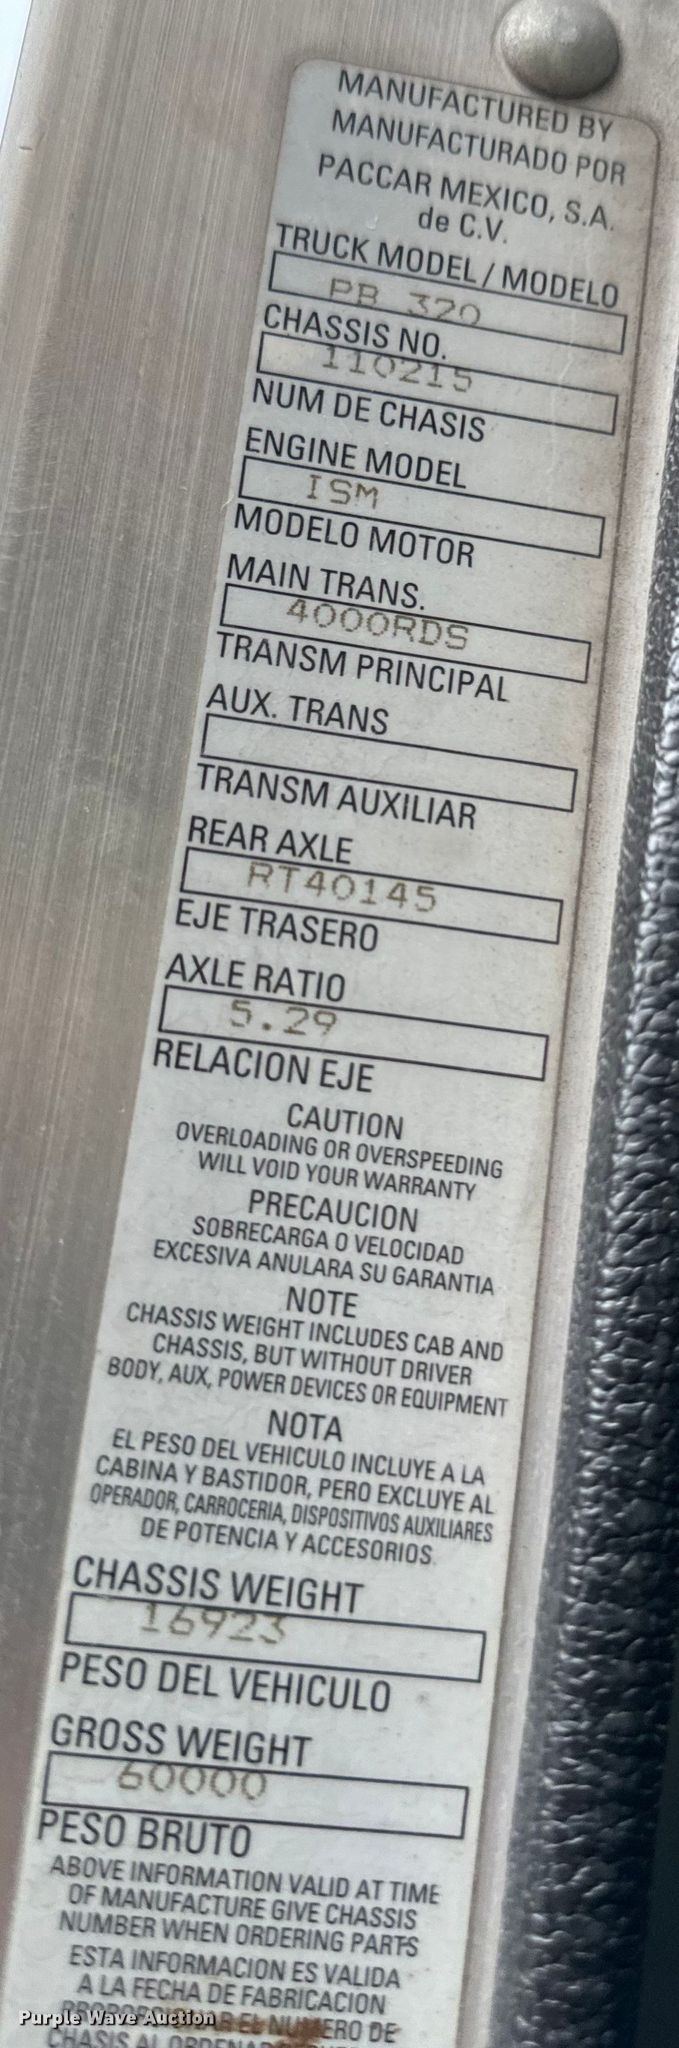 MANUFACTURED BY
MANUFACTURADO POR
PACCAR MEXICO, S.A.
de C.V.
TRUCK MODEL / MODELO
PB 320
CHASSIS NO.
110215
NUM DE CHASIS
ENGINE MODEL
ISM
MODELO MOTOR
MAIN TRANS.
4000RDS
TRANSM PRINCIPAL
AUX. TRANS
TRANSM AUXILIAR
REAR AXLE
RT40145
EJE TRASERO
AXLE RATIO
5.29
RELACION EJE
CAUTION
OVERLOADING OR OVERSPEEDING
WILL VOID YOUR WARRANTY
PRECAUCION
SOBRECARGA O VELOCIDAD
EXCESIVA ANULARA SU GARANTIA
NOTE
CHASSIS WEIGHT INCLUDES CAB AND
CHASSIS, BUT WITHOUT DRIVER
BODY, AUX, POWER DEVICES OR EQUIPMENT
NOTA
EL PESO DEL VEHICULO INCLUYE A LA
CABINA Y BASTIDOR, PERO EXCLUYE AL
OPERADOR, CARROCERIA, DISPOSITIVOS AUXILIARES
DE POTENCIA Y ACCESORIOS.
CHASSIS WEIGHT
16923
PESO DEL VEHICULO
GROSS WEIGHT
60000
PESO BRUTO
ABOVE INFORMATION VALID AT TIME
OF MANUFACTURE GIVE CHASSIS
NUMBER WHEN ORDERING PARTS
ESTA INFORMACION ES VALIDA
A LA FECHA DE FABRICACION
EL NUMERO DE
CHASIS AL
Purple Wave Auction